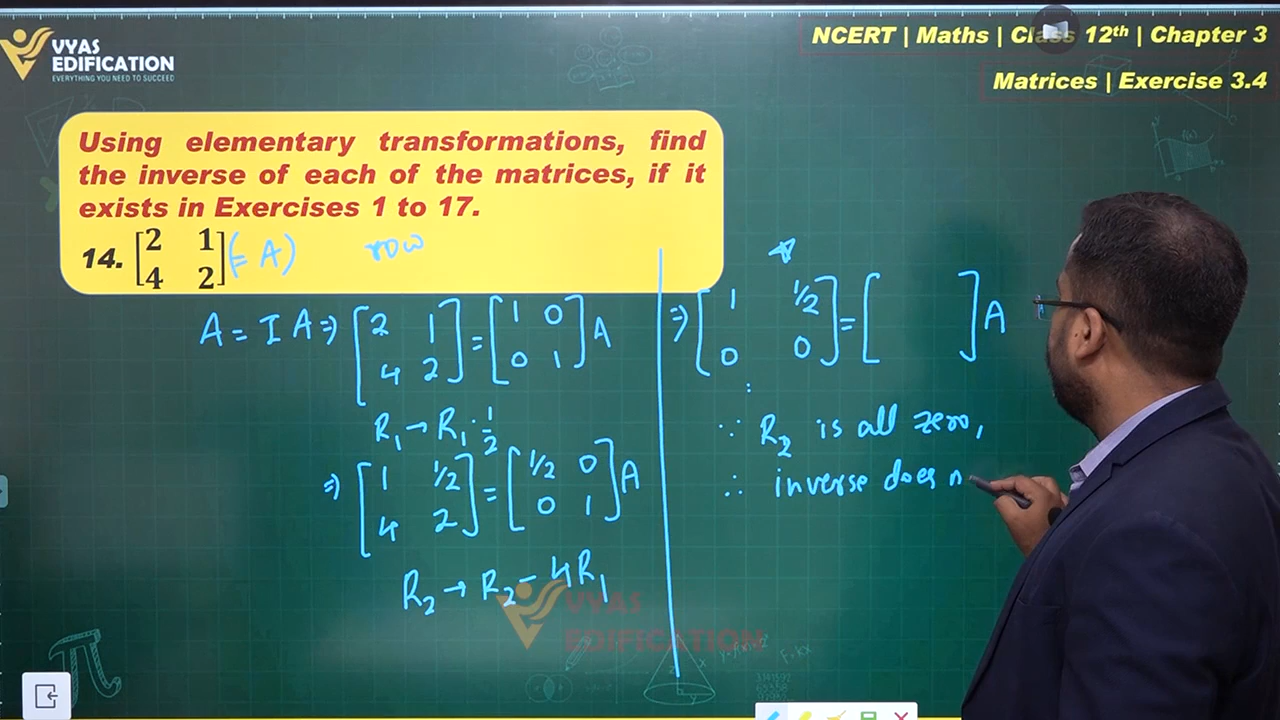 VYAS
EDIFICATION
EVERYTHING YOU NEED TO SUCCEED
NCERT | Maths | Class 12th | Chapter 3
Matrices | Exercise 3.4
Using elementary transformations, find
the inverse of each of the matrices, if it
exists in Exercises 1 to 17.
14. [2 1
4 2] (= A) row
A = I A ⇒ [2 1
4 2] = [1 0
0 1] A
R₁ → R₁ · 1/2
⇒ [1 1/2
4 2] = [1/2 0
0 1] A
R₂ → R₂ − 4R₁
⇒ [1 1/2
0 0] = [ ] A
∵ R₂ is all zero,
∴ inverse does n
VYAS
EDIFICATION